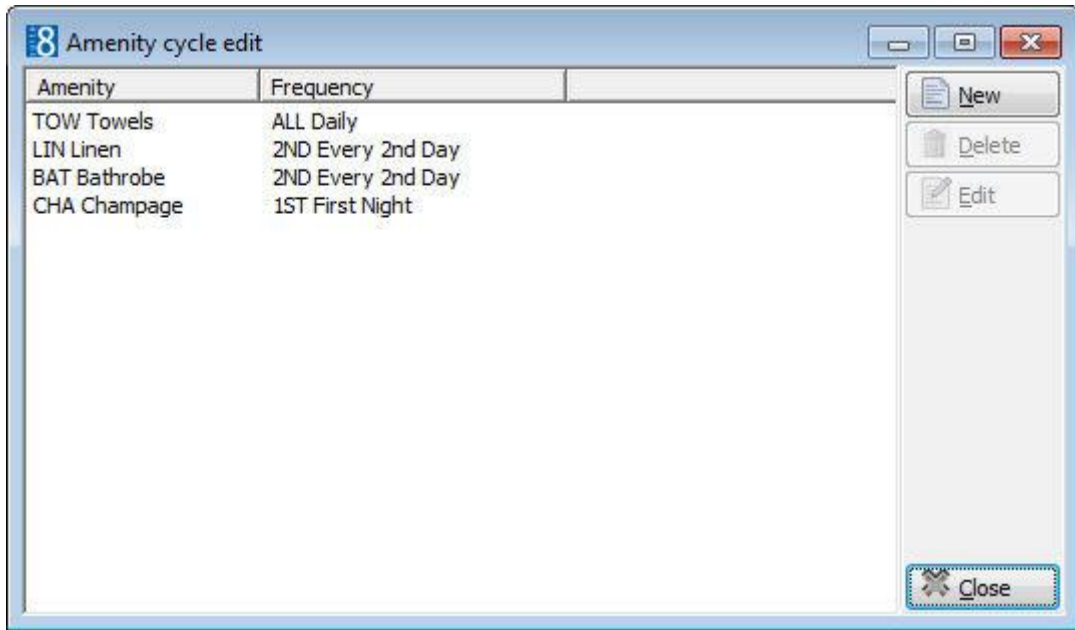 8 Amenity cycle edit
Amenity Frequency
TOW Towels ALL Daily
LIN Linen 2ND Every 2nd Day
BAT Bathrobe 2ND Every 2nd Day
CHA Champage 1ST First Night
New
Delete
Edit
Close